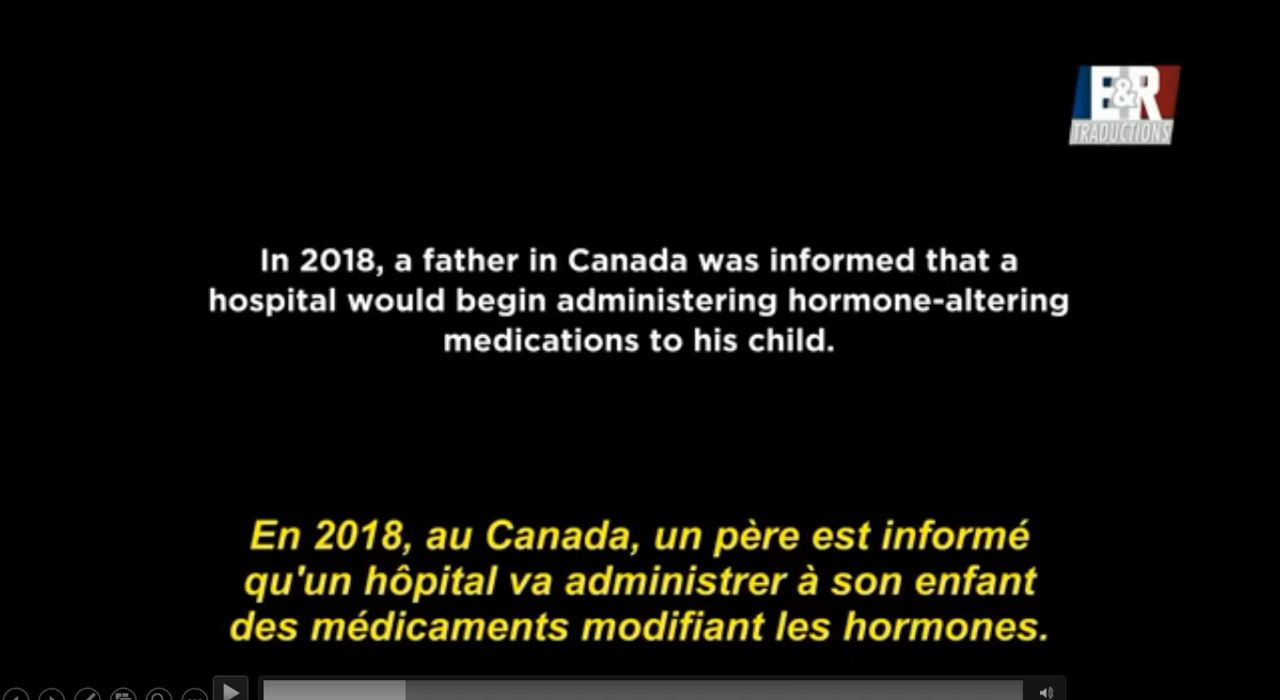 E&R
TRADUCTIONS
In 2018, a father in Canada was informed that a
hospital would begin administering hormone-altering
medications to his child.
En 2018, au Canada, un père est informé
qu'un hôpital va administrer à son enfant
des médicaments modifiant les hormones.